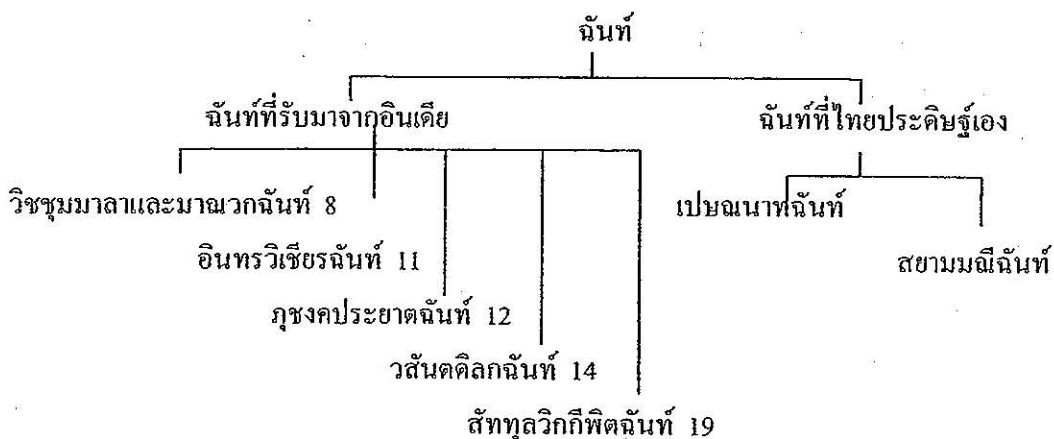 ฉันท์
ฉันท์ที่รับมาจากอินเดีย
ฉันท์ที่ไทยประดิษฐ์เอง
วิชชุมมาลาและมาณวกฉันท์ 8
เปษณนาทฉันท์
อินทรวิเชียรฉันท์ 11
สยามมณีฉันท์
ภุชงคประยาตฉันท์ 12
วสันตดิลกฉันท์ 14
สัททูลวิกกีพิตฉันท์ 19